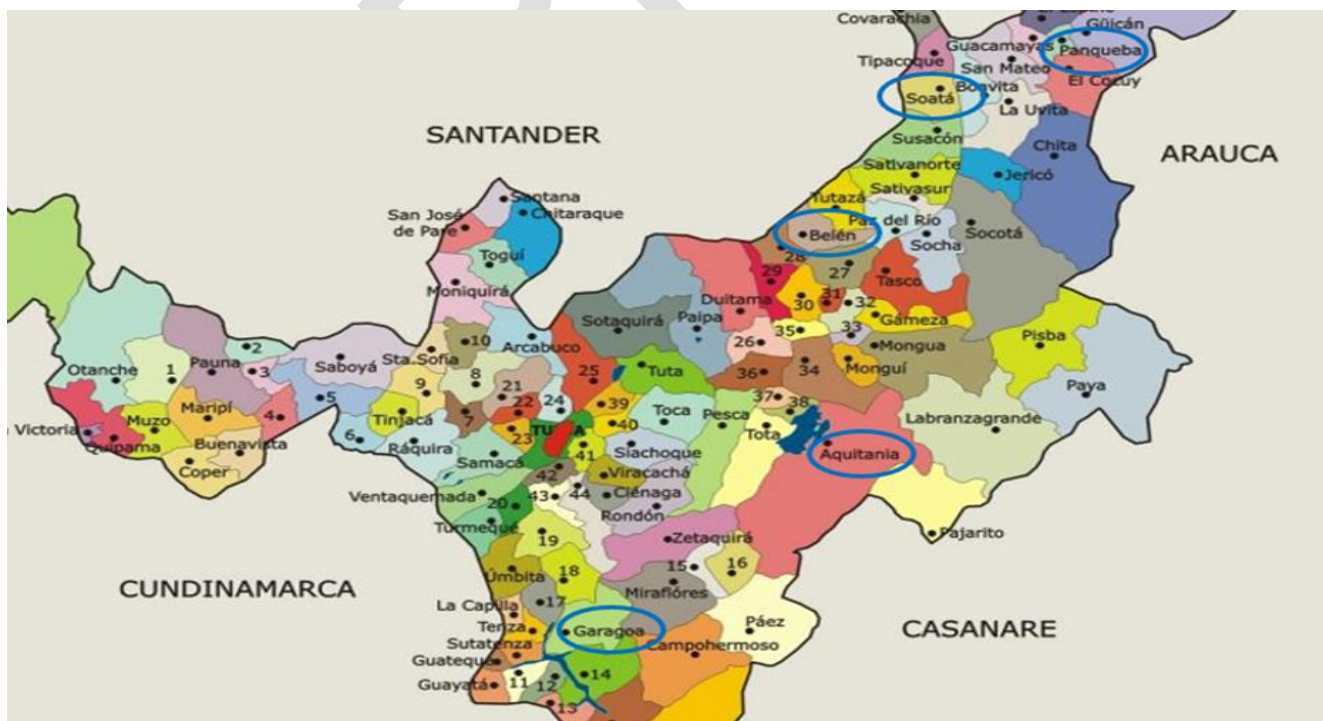 Covarachia
Güicán
Guacamayas
Panqueba
Tipacoque
San Mateo
El Cocuy
Boavita
Soatá
La Uvita
SANTANDER
Susacón
Chita
ARAUCA
Sativanorte
Jericó
Sativasur
Santana
Tutazá
San José
de Pare
Chitaraque
Paz del Río
Belén
Socotá
Socha
Toguí
28
27
29
Tasco
Moniquirá
Duitama
30
31
32
Gámeza
Sotaquirá
Paipa
35
33
Pisba
10
Arcabuco
26
Mongua
2
Sta.Sofia
Saboyá
Pauna
Tuta
34
Monguí
Otanche
1
3
9
8
21
25
36
Paya
5
24
39
37
38
Maripí
4
Tinjacá
7
22
Toca
Pesca
Labranzagrande
Muzo
40
Tota
Victoria
6
23
Quipama
Buenavista
Ráquira
41
Siachoque
Aquitania
Coper
Samacá
42
Viracachá
Ventaquemada
20
43
44
Ciénaga
Rondón
Turmequé
19
Zetaquirá
Pajarito
15
16
Úmbita
18
CUNDINAMARCA
Miraflores
La Capilla
17
Tenza
Garagoa
Páez
CASANARE
Sutatenza
Campohermoso
Guateque
14
Guayatá
11
12
13